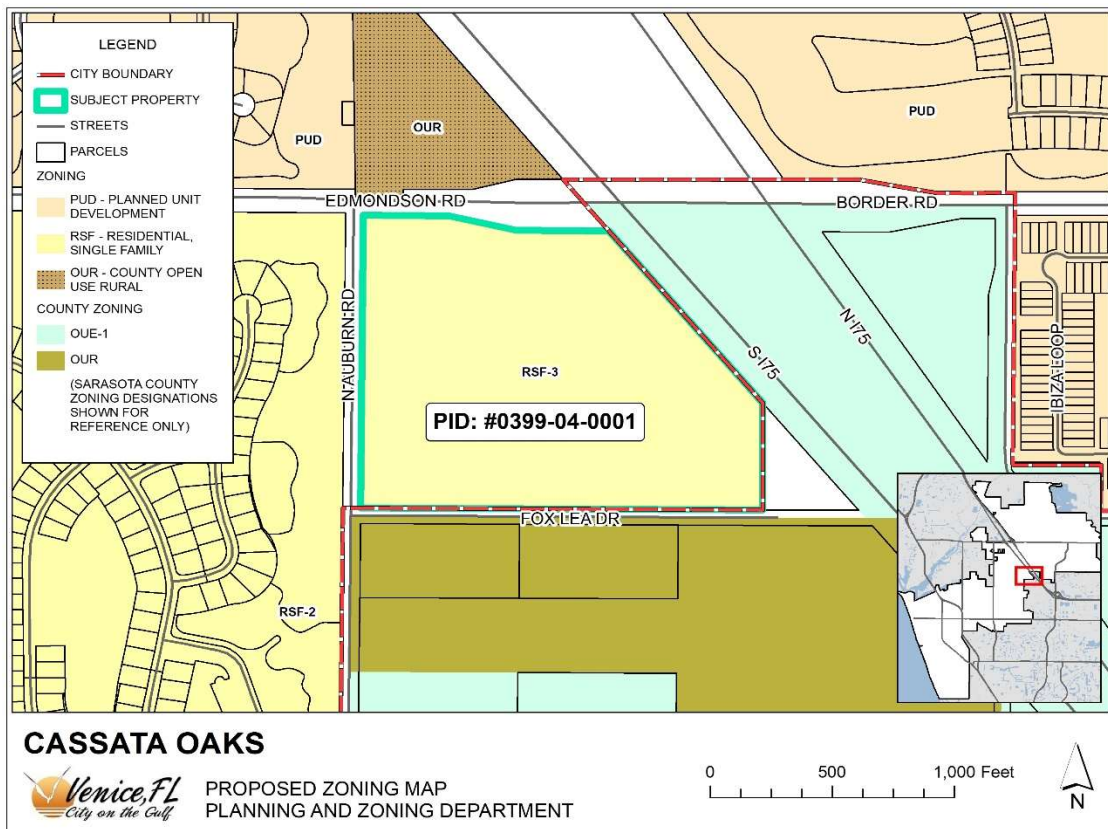 LEGEND
CITY BOUNDARY
SUBJECT PROPERTY
STREETS
PARCELS
ZONING
PUD - PLANNED UNIT
DEVELOPMENT
RSF - RESIDENTIAL,
SINGLE FAMILY
OUR - COUNTY OPEN
USE RURAL
COUNTY ZONING
OUE-1
OUR
(SARASOTA COUNTY
ZONING DESIGNATIONS
SHOWN FOR
REFERENCE ONLY)
PUD
OUR
PUD
EDMONDSON RD
BORDER RD
N AUBURN RD
N I75
S I75
IBIZA LOOP
RSF-3
PID: #0399-04-0001
FOX LEA DR
RSF-2
CASSATA OAKS
Venice, FL
City on the Gulf
PROPOSED ZONING MAP
PLANNING AND ZONING DEPARTMENT
0 500 1,000 Feet
N